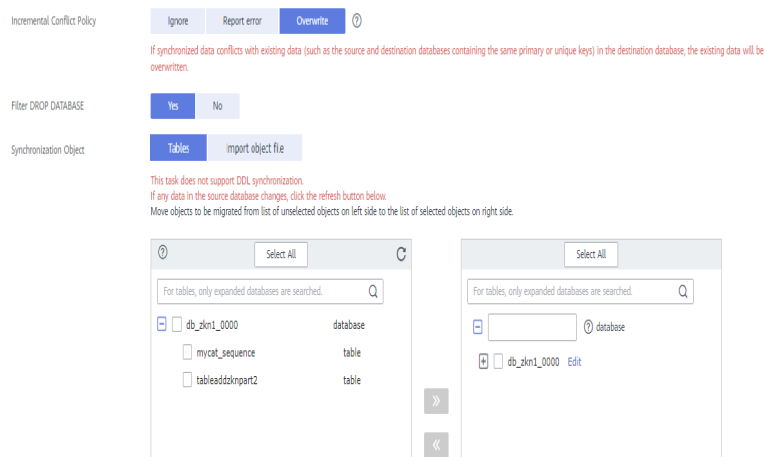 Incremental Conflict Policy Ignore Report error Overwrite
If synchronized data conflicts with existing data (such as the source and destination databases containing the same primary or unique keys) in the destination database, the existing data will be
overwritten.
Filter DROP DATABASE Yes No
Synchronization Object Tables Import object file
This task does not support DDL synchronization.
If any data in the source database changes, click the refresh button below.
Move objects to be migrated from list of unselected objects on left side to the list of selected objects on right side.
Select All Select All
For tables, only expanded databases are searched. For tables, only expanded databases are searched.
db_zkn1_0000 database database
mycat_sequence table db_zkn1_0000 Edit
tableaddzknpart2 table